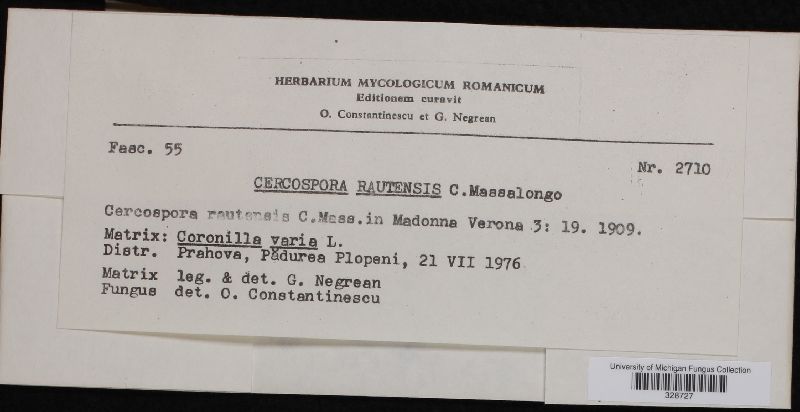 HERBARIUM MYCOLOGICUM ROMANICUM
Editionem curavit
O. Constantinescu et G. Negrean
Fasc. 55
Nr. 2710
CERCOSPORA RAUTENSIS C.Massalongo
Cercospora rautensis C.Mass.in Madonna Verona 3: 19. 1909.
Matrix: Coronilla varia L.
Distr. Prahova, Pădurea Plopeni, 21 VII 1976
Matrix leg. & det. G. Negrean
Fungus det. O. Constantinescu
University of Michigan Fungus Collection
328727